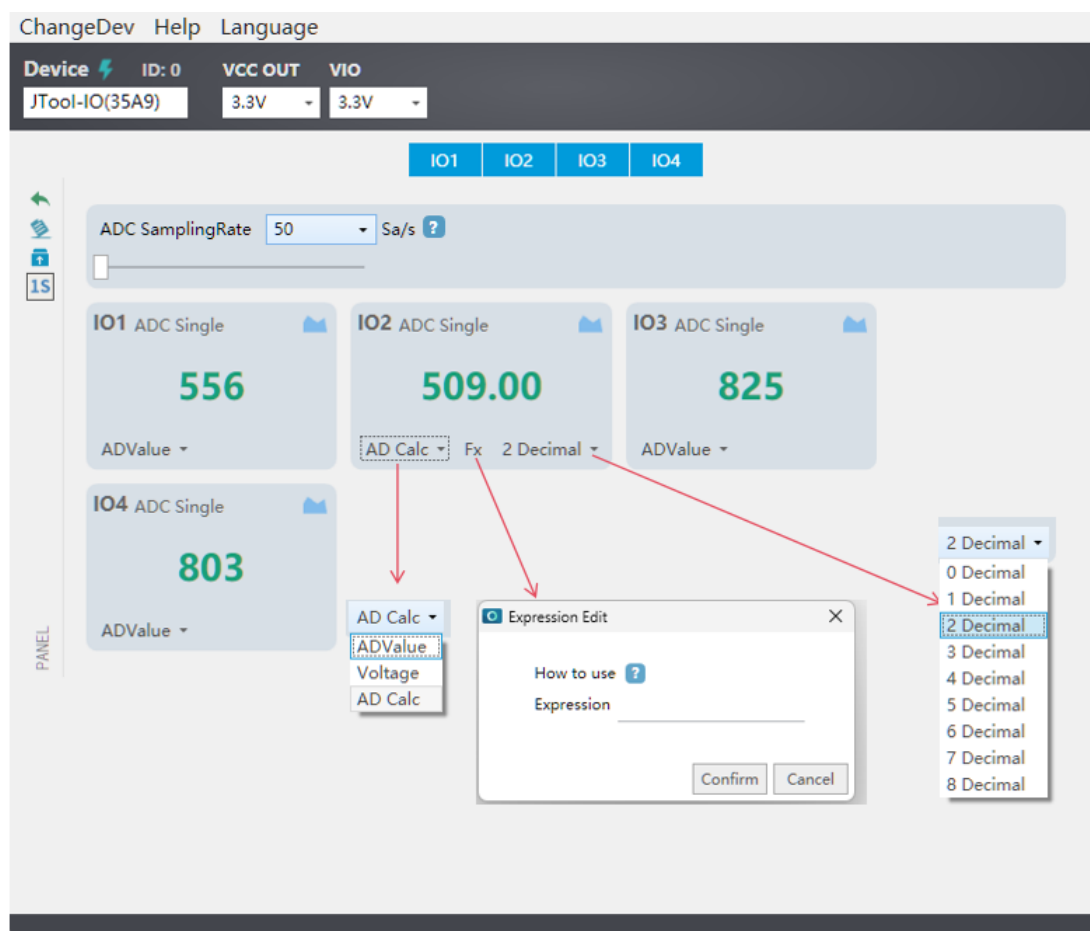 ChangeDev Help Language
Device ID: 0 VCC OUT VIO
JTool-IO(35A9) 3.3V 3.3V
IO1 IO2 IO3 IO4
ADC SamplingRate 50 Sa/s ?
1S
IO1 ADC Single
556
ADValue
IO2 ADC Single
509.00
AD Calc Fx 2 Decimal
IO3 ADC Single
825
ADValue
IO4 ADC Single
803
ADValue
PANEL
AD Calc
ADValue
Voltage
AD Calc
Expression Edit
How to use ?
Expression
Confirm Cancel
2 Decimal
0 Decimal
1 Decimal
2 Decimal
3 Decimal
4 Decimal
5 Decimal
6 Decimal
7 Decimal
8 Decimal